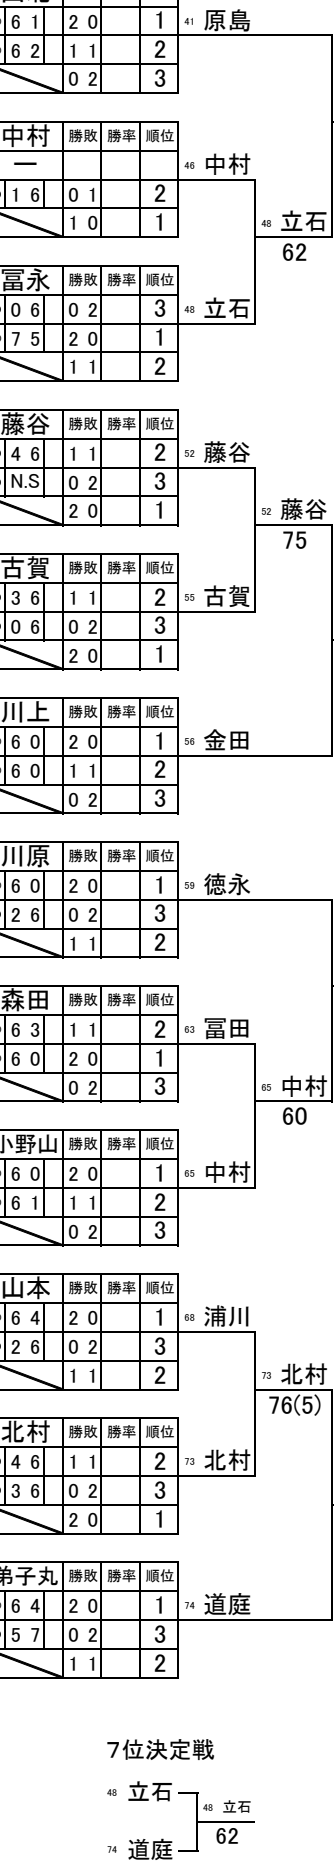 6 1 2 0 1 41 原島
6 2 1 1 2
0 2 3
中村 勝敗 勝率 順位
― 46 中村
1 6 0 1 2
1 0 1 48 立石
62
冨永 勝敗 勝率 順位
0 6 0 2 3 48 立石
7 5 2 0 1
1 1 2
藤谷 勝敗 勝率 順位
4 6 1 1 2 52 藤谷
N.S 0 2 3
2 0 1 52 藤谷
75
古賀 勝敗 勝率 順位
3 6 1 1 2 55 古賀
0 6 0 2 3
2 0 1
川上 勝敗 勝率 順位
6 0 2 0 1 56 金田
6 0 1 1 2
0 2 3
川原 勝敗 勝率 順位
6 0 2 0 1 59 徳永
2 6 0 2 3
1 1 2
森田 勝敗 勝率 順位
6 3 1 1 2 63 冨田
6 0 2 0 1
0 2 3 65 中村
60
小野山 勝敗 勝率 順位
6 0 2 0 1 65 中村
6 1 1 1 2
0 2 3
山本 勝敗 勝率 順位
6 4 2 0 1 68 浦川
2 6 0 2 3
1 1 2 73 北村
76(5)
北村 勝敗 勝率 順位
4 6 1 1 2 73 北村
3 6 0 2 3
2 0 1
弟子丸 勝敗 勝率 順位
6 4 2 0 1 74 道庭
5 7 0 2 3
1 1 2
７位決定戦
48 立石
48 立石
62
74 道庭